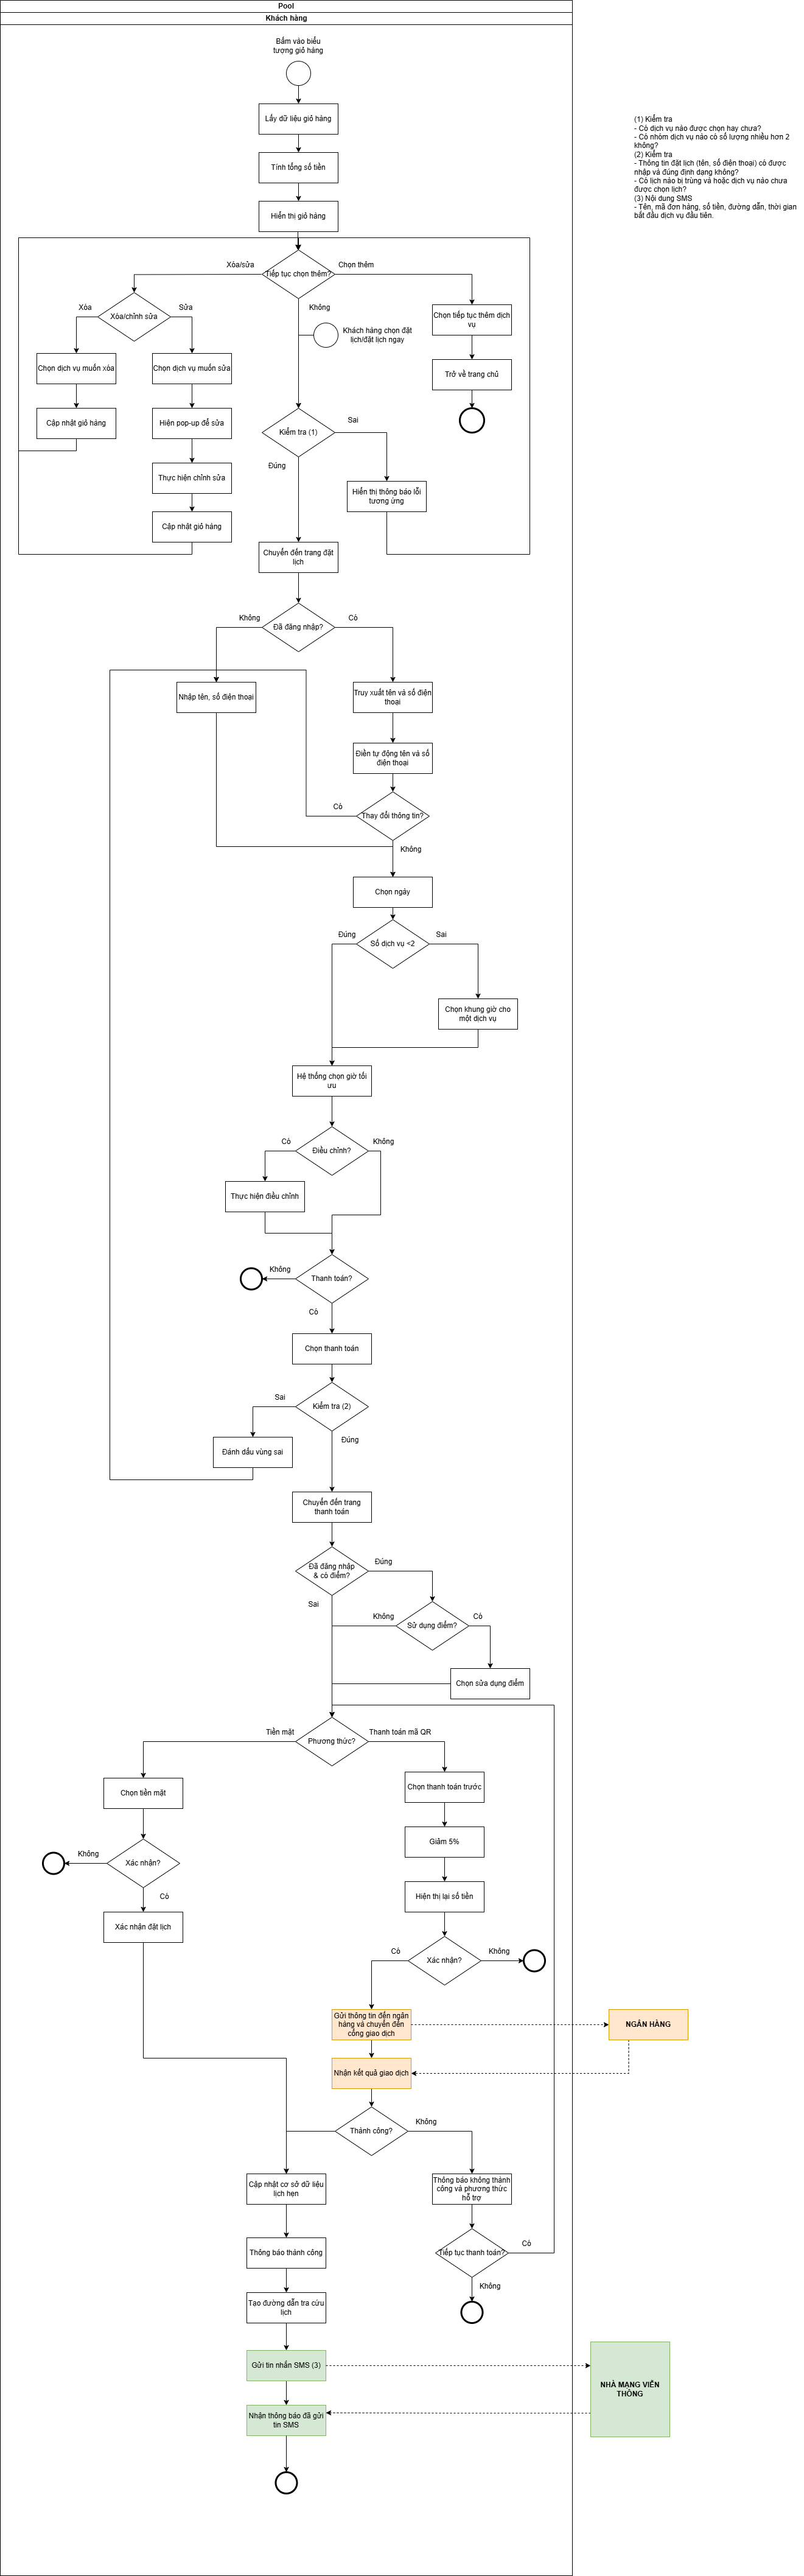 Pool
Khách hàng
Bấm vào biểu
tượng giỏ hàng
Lấy dữ liệu giỏ hàng
(1) Kiểm tra
- Có dịch vụ nào được chọn hay chưa?
- Có nhóm dịch vụ nào có số lượng nhiều hơn 2
không?
(2) Kiểm tra
- Thông tin đặt lịch (tên, số điện thoại) có được
nhập và đúng định dạng không?
- Có lịch nào bị trùng và hoặc dịch vụ nào chưa
được chọn lịch?
(3) Nội dung SMS
- Tên, mã đơn hàng, số tiền, đường dẫn, thời gian
bắt đầu dịch vụ đầu tiên.
Tính tổng số tiền
Hiển thị giỏ hàng
Xóa/sửa
Tiếp tục chọn thêm?
Chọn thêm
Xóa
Xóa/chỉnh sửa
Sửa
Không
Chọn tiếp tục thêm dịch
vụ
Khách hàng chọn đặt
lịch/đặt lịch ngay
Chọn dịch vụ muốn xóa
Chọn dịch vụ muốn sửa
Trở về trang chủ
Cập nhật giỏ hàng
Hiện pop-up để sửa
Kiểm tra (1)
Sai
Đúng
Thực hiện chỉnh sửa
Hiển thị thông báo lỗi
tương ứng
Cập nhật giỏ hàng
Chuyển đến trang đặt
lịch
Không
Đã đăng nhập?
Có
Nhập tên, số điện thoại
Truy xuất tên và số điện
thoại
Điền tự động tên và số
điện thoại
Có
Thay đổi thông tin?
Không
Chọn ngày
Đúng
Số dịch vụ <2
Sai
Chọn khung giờ cho
một dịch vụ
Hệ thống chọn giờ tối
ưu
Có
Điều chỉnh?
Không
Thực hiện điều chỉnh
Không
Thanh toán?
Có
Chọn thanh toán
Sai
Kiểm tra (2)
Đúng
Đánh dấu vùng sai
Chuyển đến trang
thanh toán
Đã đăng nhập
& có điểm?
Đúng
Sai
Không
Sử dụng điểm?
Có
Chọn sửa dụng điểm
Tiền mặt
Phương thức?
Thanh toán mã QR
Chọn tiền mặt
Chọn thanh toán trước
Giảm 5%
Không
Xác nhận?
Có
Hiện thị lại số tiền
Xác nhận đặt lịch
Có
Xác nhận?
Không
Gửi thông tin đến ngân
hàng và chuyển đến
cổng giao dịch
NGÂN HÀNG
Nhận kết quả giao dịch
Thành công?
Không
Cập nhật cơ sở dữ liệu
lịch hẹn
Thông báo không thành
công và phương thức
hỗ trợ
Thông báo thành công
Tiếp tục thanh toán?
Có
Không
Tạo đường dẫn tra cứu
lịch
Gửi tin nhắn SMS (3)
NHÀ MẠNG VIỄN
THÔNG
Nhận thông báo đã gửi
tin SMS